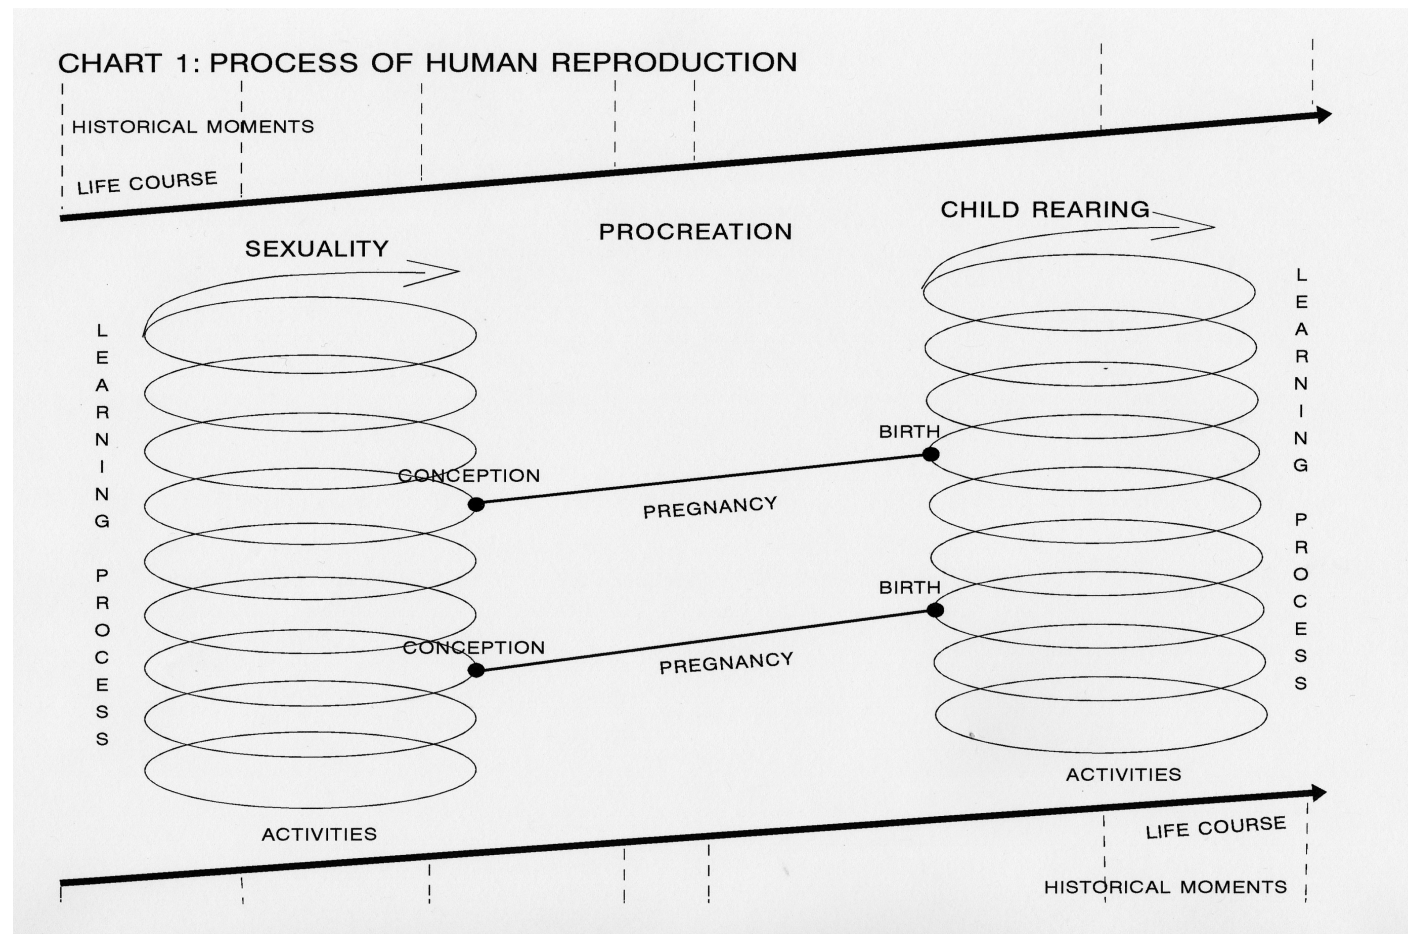 CHART 1: PROCESS OF HUMAN REPRODUCTION
HISTORICAL MOMENTS
LIFE COURSE
SEXUALITY
PROCREATION
CHILD REARING
LEARNING PROCESS
LEARNING PROCESS
CONCEPTION
PREGNANCY
BIRTH
CONCEPTION
PREGNANCY
BIRTH
ACTIVITIES
ACTIVITIES
LIFE COURSE
HISTORICAL MOMENTS